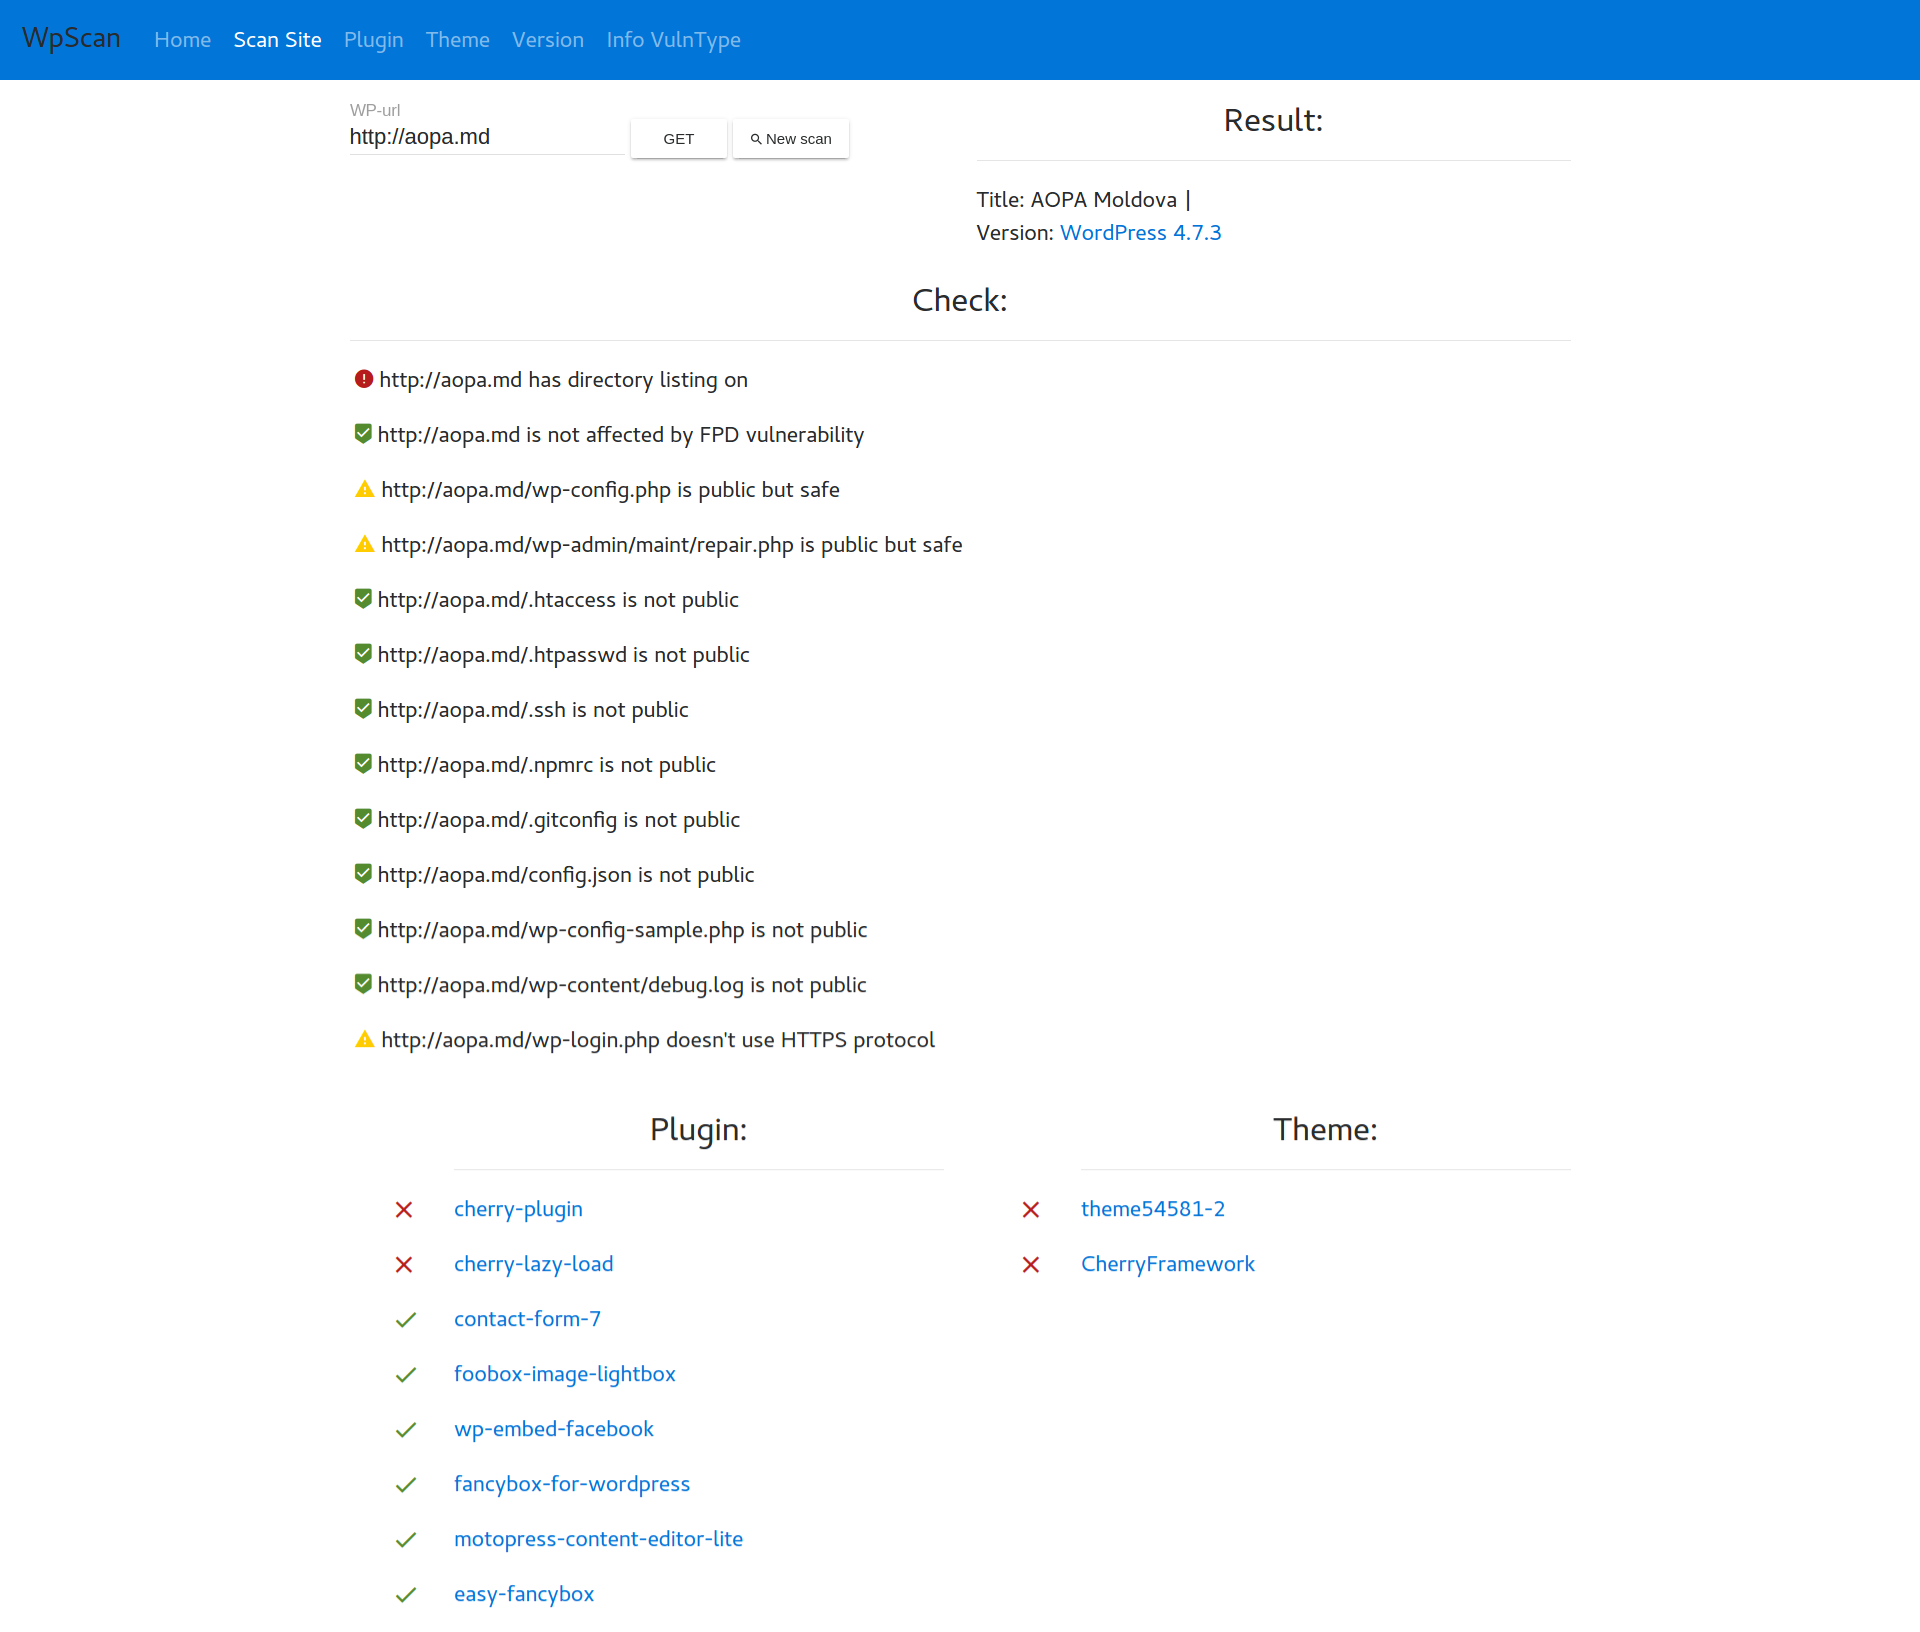 WpScan Home Scan Site Plugin Theme Version Info VulnType
WP-url
http://aopa.md
GET
New scan
Result:
Title: AOPA Moldova |
Version: WordPress 4.7.3
Check:
http://aopa.md has directory listing on
http://aopa.md is not affected by FPD vulnerability
http://aopa.md/wp-config.php is public but safe
http://aopa.md/wp-admin/maint/repair.php is public but safe
http://aopa.md/.htaccess is not public
http://aopa.md/.htpasswd is not public
http://aopa.md/.ssh is not public
http://aopa.md/.npmrc is not public
http://aopa.md/.gitconfig is not public
http://aopa.md/config.json is not public
http://aopa.md/wp-config-sample.php is not public
http://aopa.md/wp-content/debug.log is not public
http://aopa.md/wp-login.php doesn't use HTTPS protocol
Plugin:
cherry-plugin
cherry-lazy-load
contact-form-7
foobox-image-lightbox
wp-embed-facebook
fancybox-for-wordpress
motopress-content-editor-lite
easy-fancybox
Theme:
theme54581-2
CherryFramework